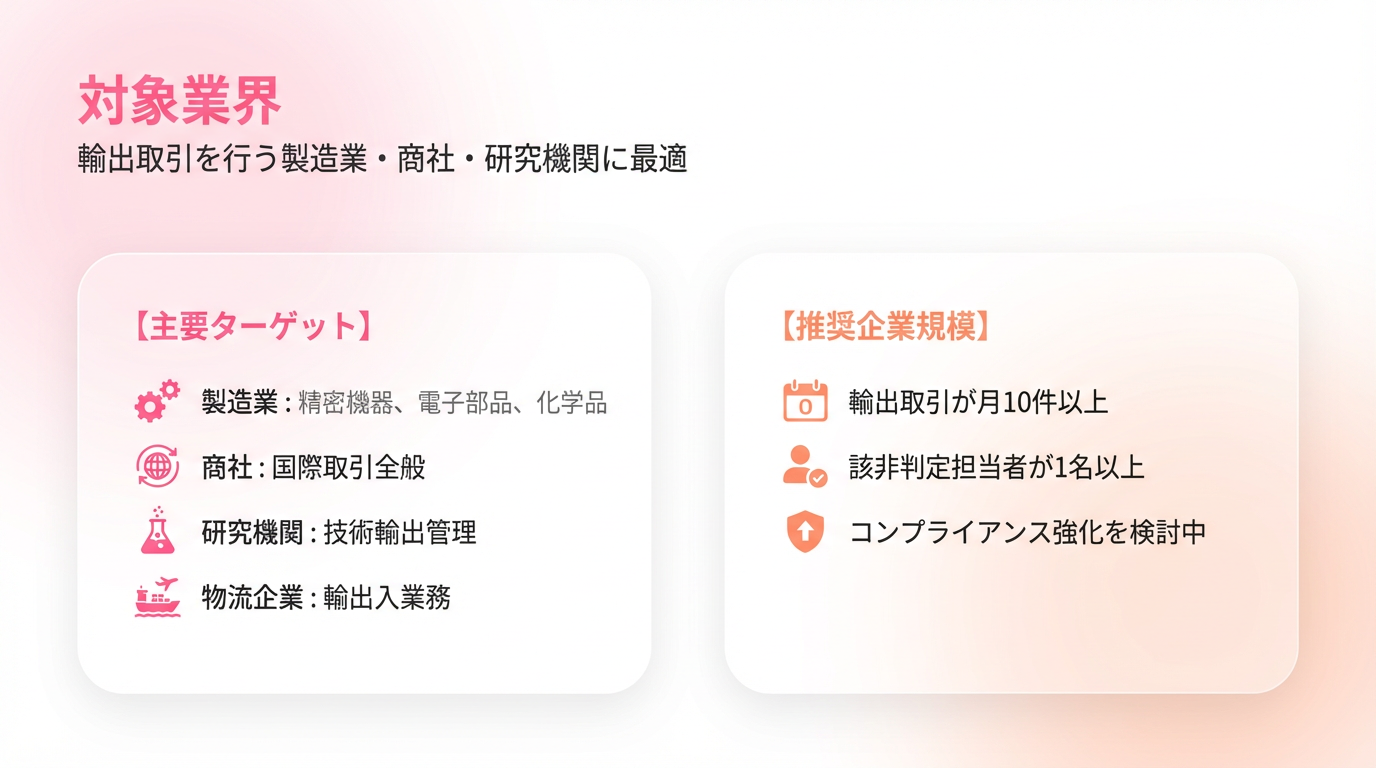 対象業界
輸出取引を行う製造業・商社・研究機関に最適
【主要ターゲット】
製造業 : 精密機器、電子部品、化学品
商社 : 国際取引全般
研究機関 : 技術輸出管理
物流企業 : 輸出入業務
【推奨企業規模】
0
輸出取引が月10件以上
該非判定担当者が1名以上
コンプライアンス強化を検討中